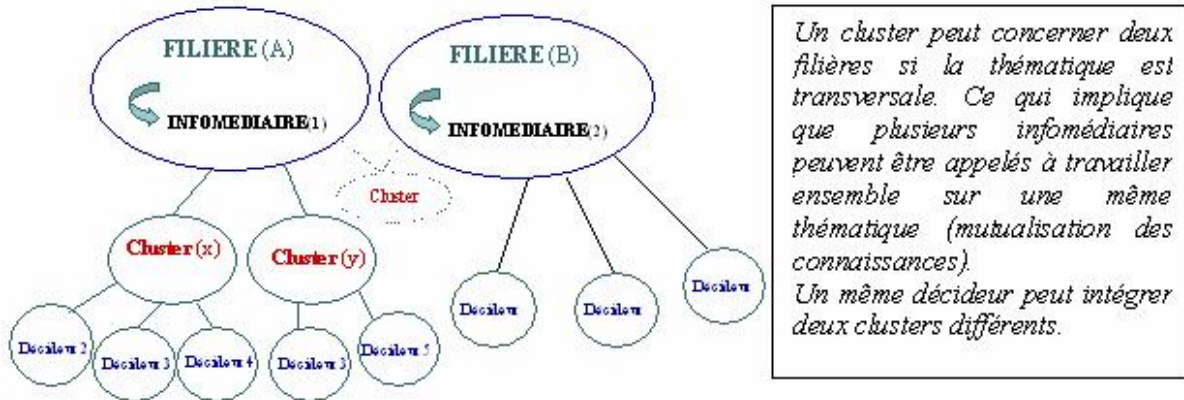 FILIERE (A)
INFOMEDIAIRE(1)
FILIERE (B)
INFOMEDIAIRE(2)
Cluster
Cluster (x)
Cluster (y)
Décideur 2
Décideur 3
Décideur 4
Décideur 3
Décideur 5
Décideur
Décideur
Décideur
Un cluster peut concerner deux
filières si la thématique est
transversale. Ce qui implique
que plusieurs infomédiaires
peuvent être appelés à travailler
ensemble sur une même
thématique (mutualisation des
connaissances).
Un même décideur peut intégrer
deux clusters différents.